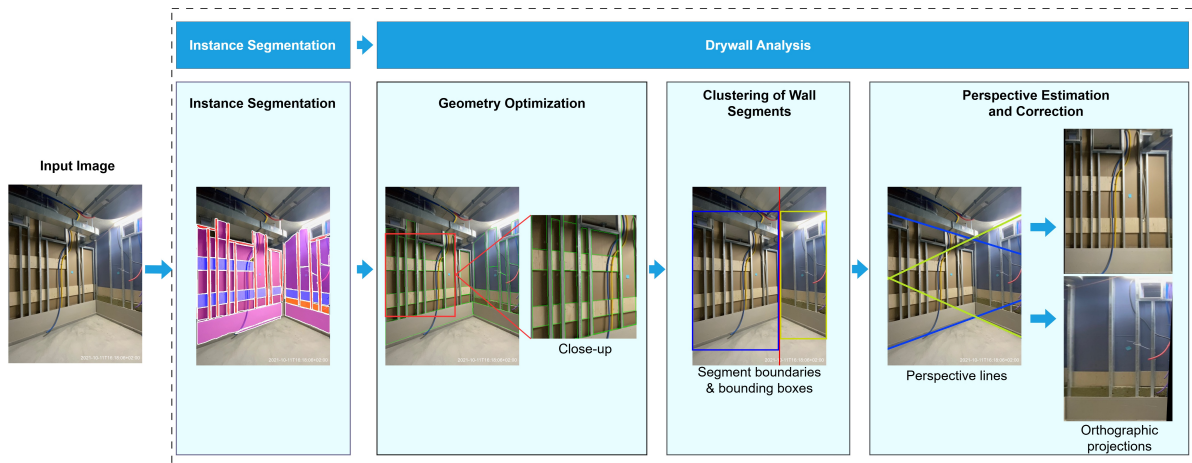 Instance Segmentation
Drywall Analysis
Input Image
Instance Segmentation
Geometry Optimization
Close-up
Clustering of Wall
Segments
Segment boundaries
& bounding boxes
Perspective Estimation
and Correction
Perspective lines
Orthographic
projections